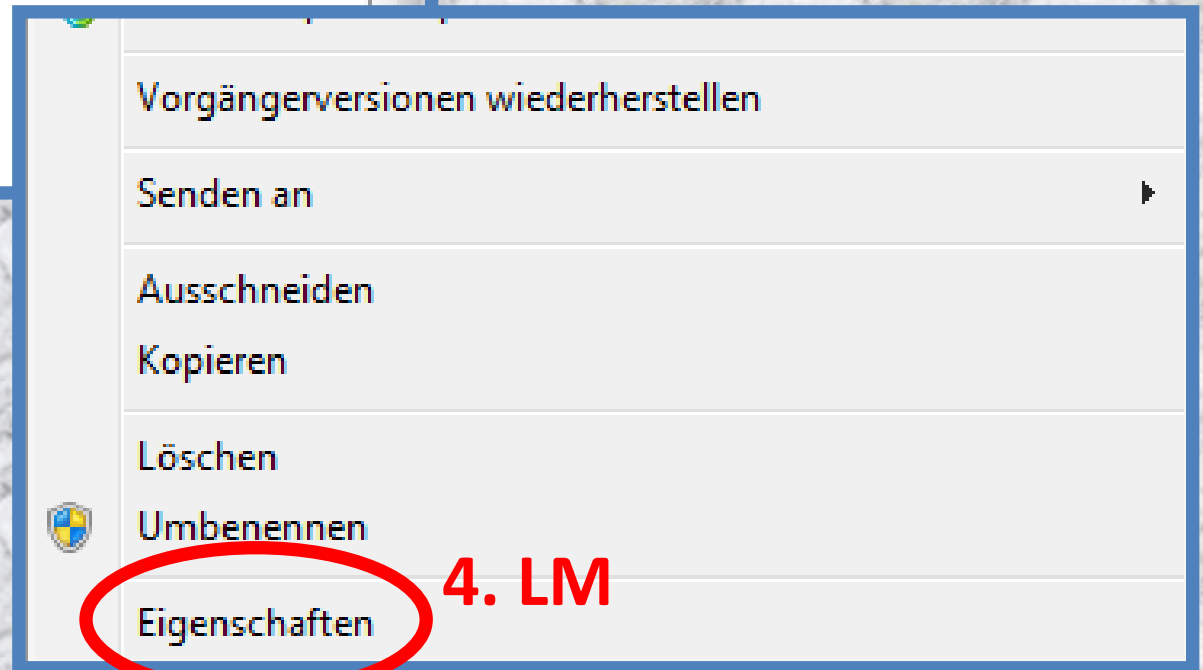 Vorgängerversionen wiederherstellen
Senden an
Ausschneiden
Kopieren
Löschen
Umbenennen
4. LM
Eigenschaften